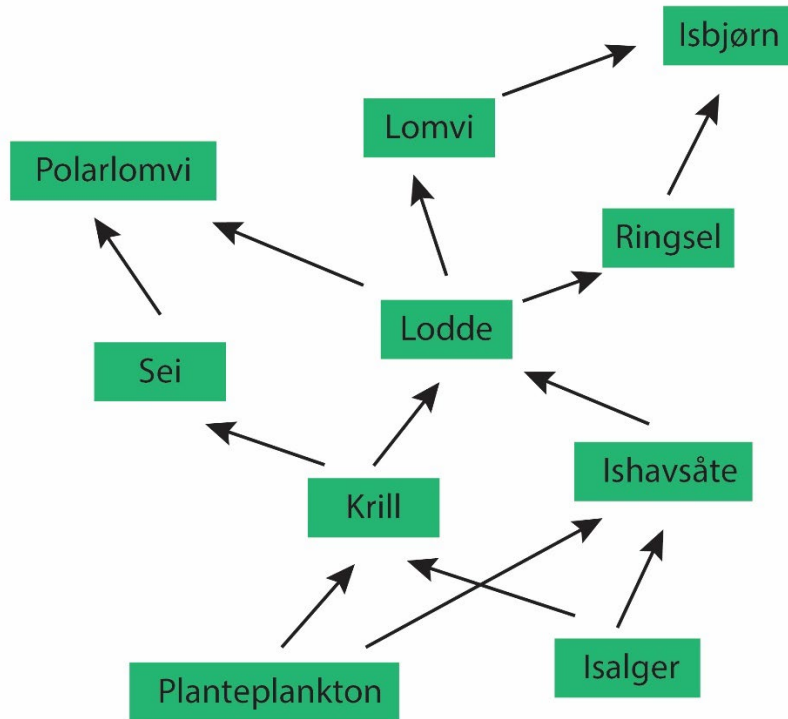 Isbjørn
Lomvi
Polarlomvi
Ringsel
Lodde
Sei
Ishavsåte
Krill
Isalger
Planteplankton